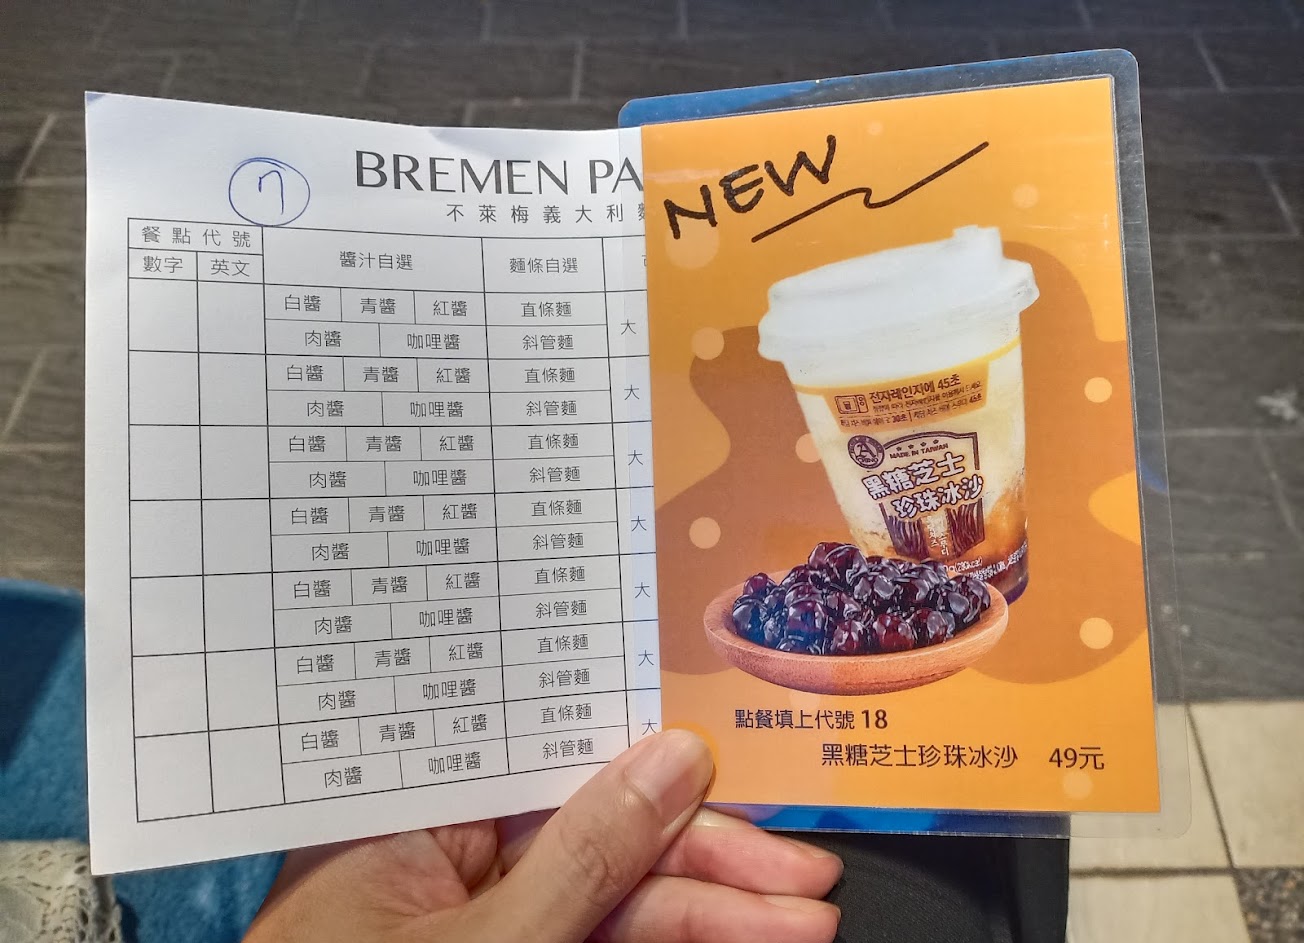 7
BREMEN PA
不萊梅義大利
餐點代號 醬汁自選 麵條自選
數字 英文
白醬 青醬 紅醬 直條麵
大
肉醬 咖哩醬 斜管麵
白醬 青醬 紅醬 直條麵
大
肉醬 咖哩醬 斜管麵
白醬 青醬 紅醬 直條麵
大
肉醬 咖哩醬 斜管麵
白醬 青醬 紅醬 直條麵
大
肉醬 咖哩醬 斜管麵
白醬 青醬 紅醬 直條麵
大
肉醬 咖哩醬 斜管麵
白醬 青醬 紅醬 直條麵
大
肉醬 咖哩醬 斜管麵
白醬 青醬 紅醬 直條麵
大
肉醬 咖哩醬 斜管麵
NEW
전자레인지에 45초
MADE IN TAIWAN
黑糖芝士
珍珠冰沙
點餐填上代號 18
黑糖芝士珍珠冰沙 49元